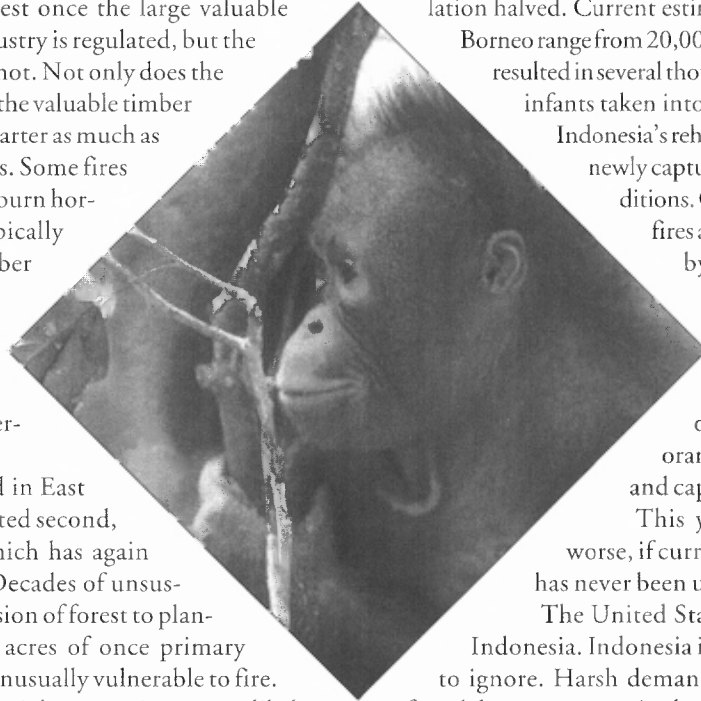 est once the large valuable
ustry is regulated, but the
not. Not only does the
the valuable timber
arter as much as
s. Some fires
ourn hor-
pically
ber
er-
d in East
ted second,
hich has again
Decades of unsus-
sion of forest to plan-
acres of once primary
nusually vulnerable to fire.
lation halved. Current estin
Borneo range from 20,00
resulted in several thou
infants taken into
Indonesia's reh
newly captu
ditions. C
fires a
by
o
oran
and cap
This y
worse, if curr
has never been u
The United Sta
Indonesia. Indonesia i
to ignore. Harsh deman